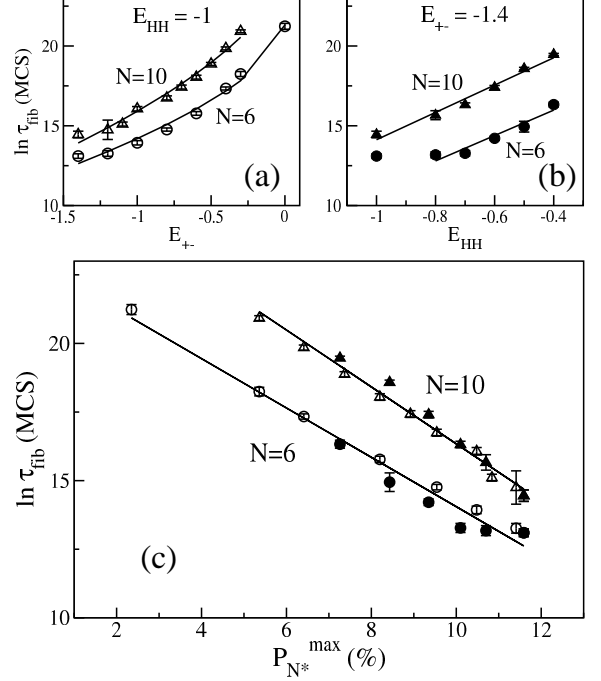 E_HH = -1
20
15
10
ln τ_fib (MCS)
N=10
N=6
(a)
-1.5 -1 -0.5 0
E_+-
E_+- = -1.4
20
15
10
N=10
N=6
(b)
-1 -0.8 -0.6 -0.4
E_HH
20
15
10
ln τ_fib (MCS)
N=10
N=6
(c)
2 4 6 8 10 12
P_N*^max (%)